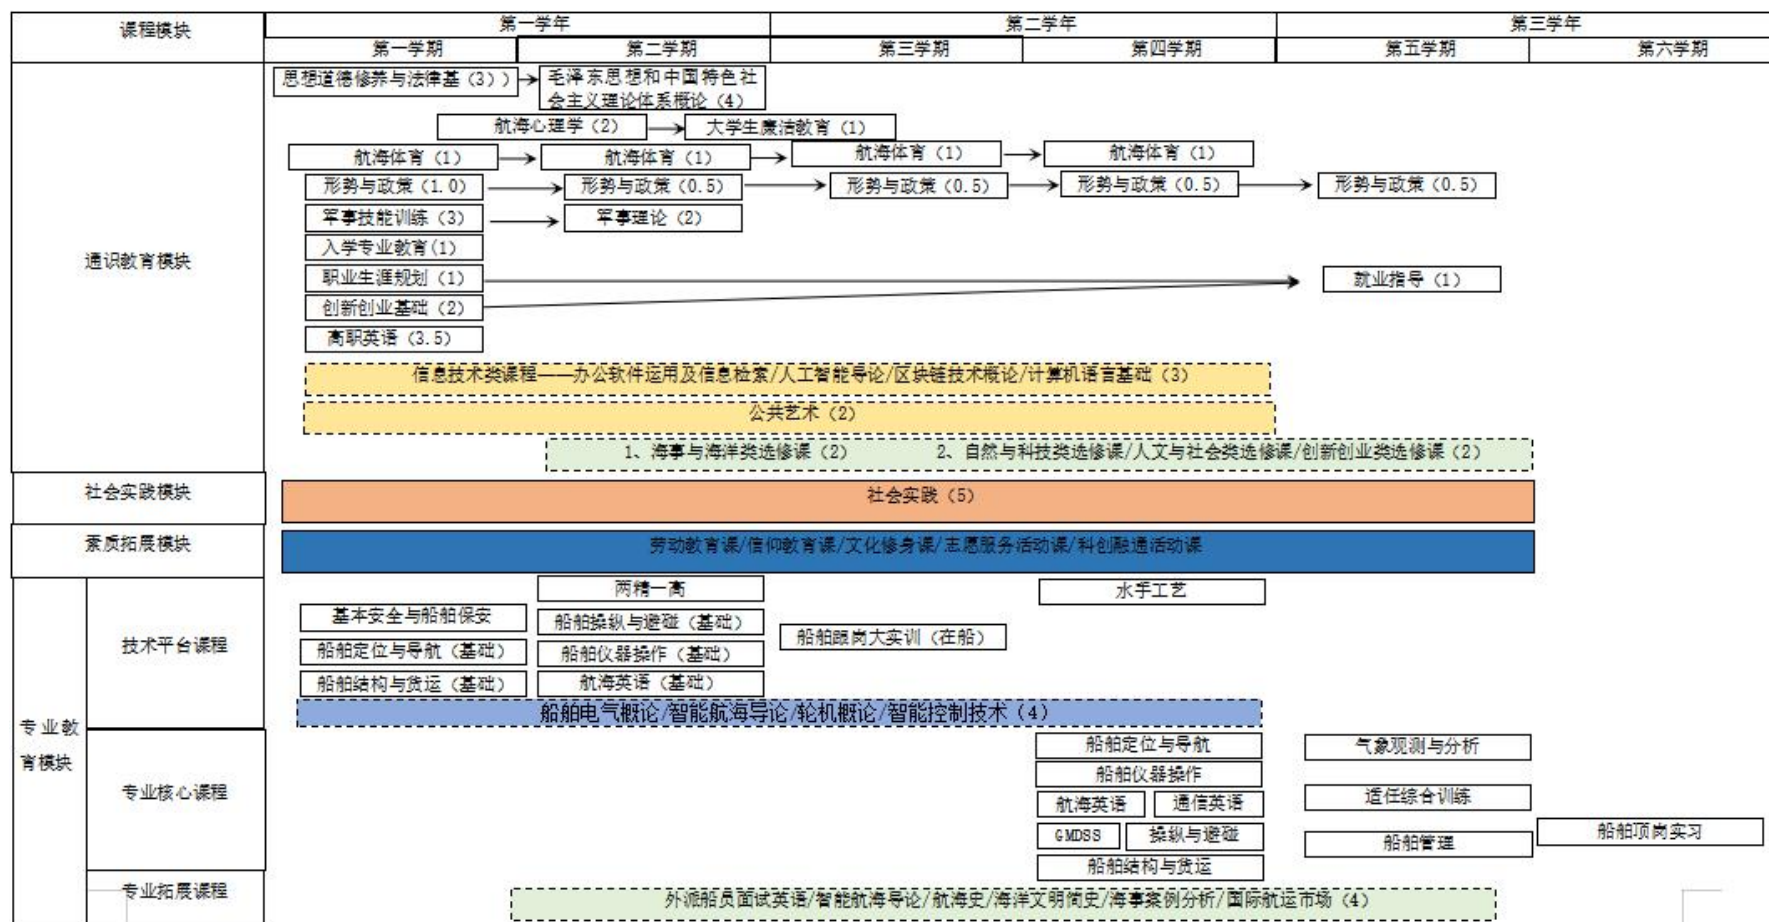 课程模块
第一学年
第二学年
第三学年
第一学期
第二学期
第三学期
第四学期
第五学期
第六学期
通识教育模块
思想道德修养与法律基（3））
毛泽东思想和中国特色社
会主义理论体系概论（4）
航海心理学（2）
大学生廉洁教育（1）
航海体育（1）
航海体育（1）
航海体育（1）
航海体育（1）
形势与政策（1.0）
形势与政策（0.5）
形势与政策（0.5）
形势与政策（0.5）
形势与政策（0.5）
军事技能训练（3）
军事理论（2）
入学专业教育(1）
职业生涯规划（1）
就业指导（1）
创新创业基础（2）
高职英语（3.5）
信息技术类课程——办公软件运用及信息检索/人工智能导论/区块链技术概论/计算机语言基础（3）
公共艺术（2）
1、海事与海洋类选修课（2） 2、自然与科技类选修课/人文与社会类选修课/创新创业类选修课（2）
社会实践模块
社会实践（5）
素质拓展模块
劳动教育课/信仰教育课/文化修身课/志愿服务活动课/科创融通活动课
专业教
育模块
技术平台课程
两精一高
水手工艺
基本安全与船舶保安
船舶操纵与避碰（基础）
船舶跟岗大实训（在船）
船舶定位与导航（基础）
船舶仪器操作（基础）
船舶结构与货运（基础）
航海英语（基础）
船舶电气概论/智能航海导论/轮机概论/智能控制技术（4）
专业核心课程
船舶定位与导航
气象观测与分析
船舶仪器操作
航海英语
通信英语
适任综合训练
GMDSS
操纵与避碰
船舶管理
船舶顶岗实习
船舶结构与货运
专业拓展课程
外派船员面试英语/智能航海导论/航海史/海洋文明简史/海事案例分析/国际航运市场（4）